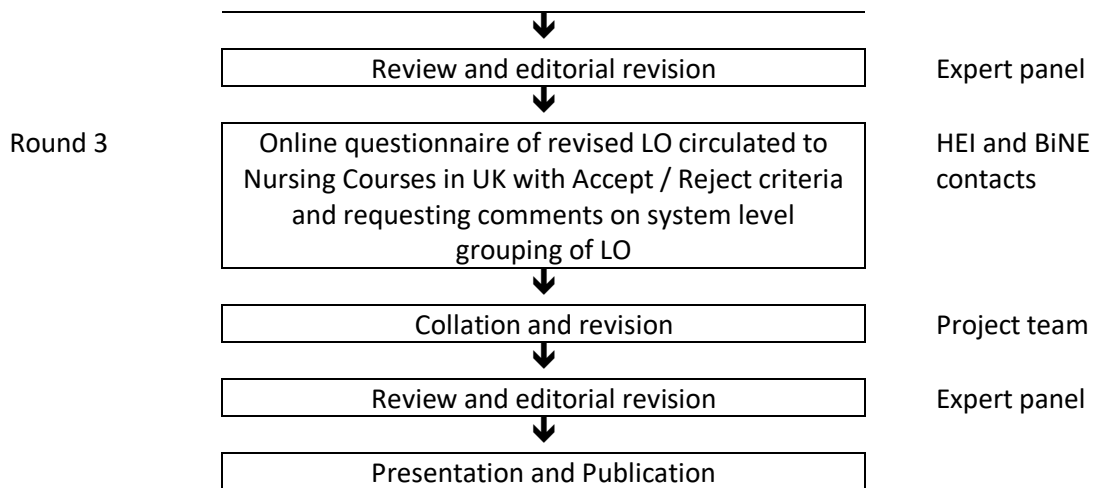 Review and editorial revision Expert panel
Round 3 Online questionnaire of revised LO circulated to HEI and BiNE
Nursing Courses in UK with Accept / Reject criteria contacts
and requesting comments on system level
grouping of LO
Collation and revision Project team
Review and editorial revision Expert panel
Presentation and Publication